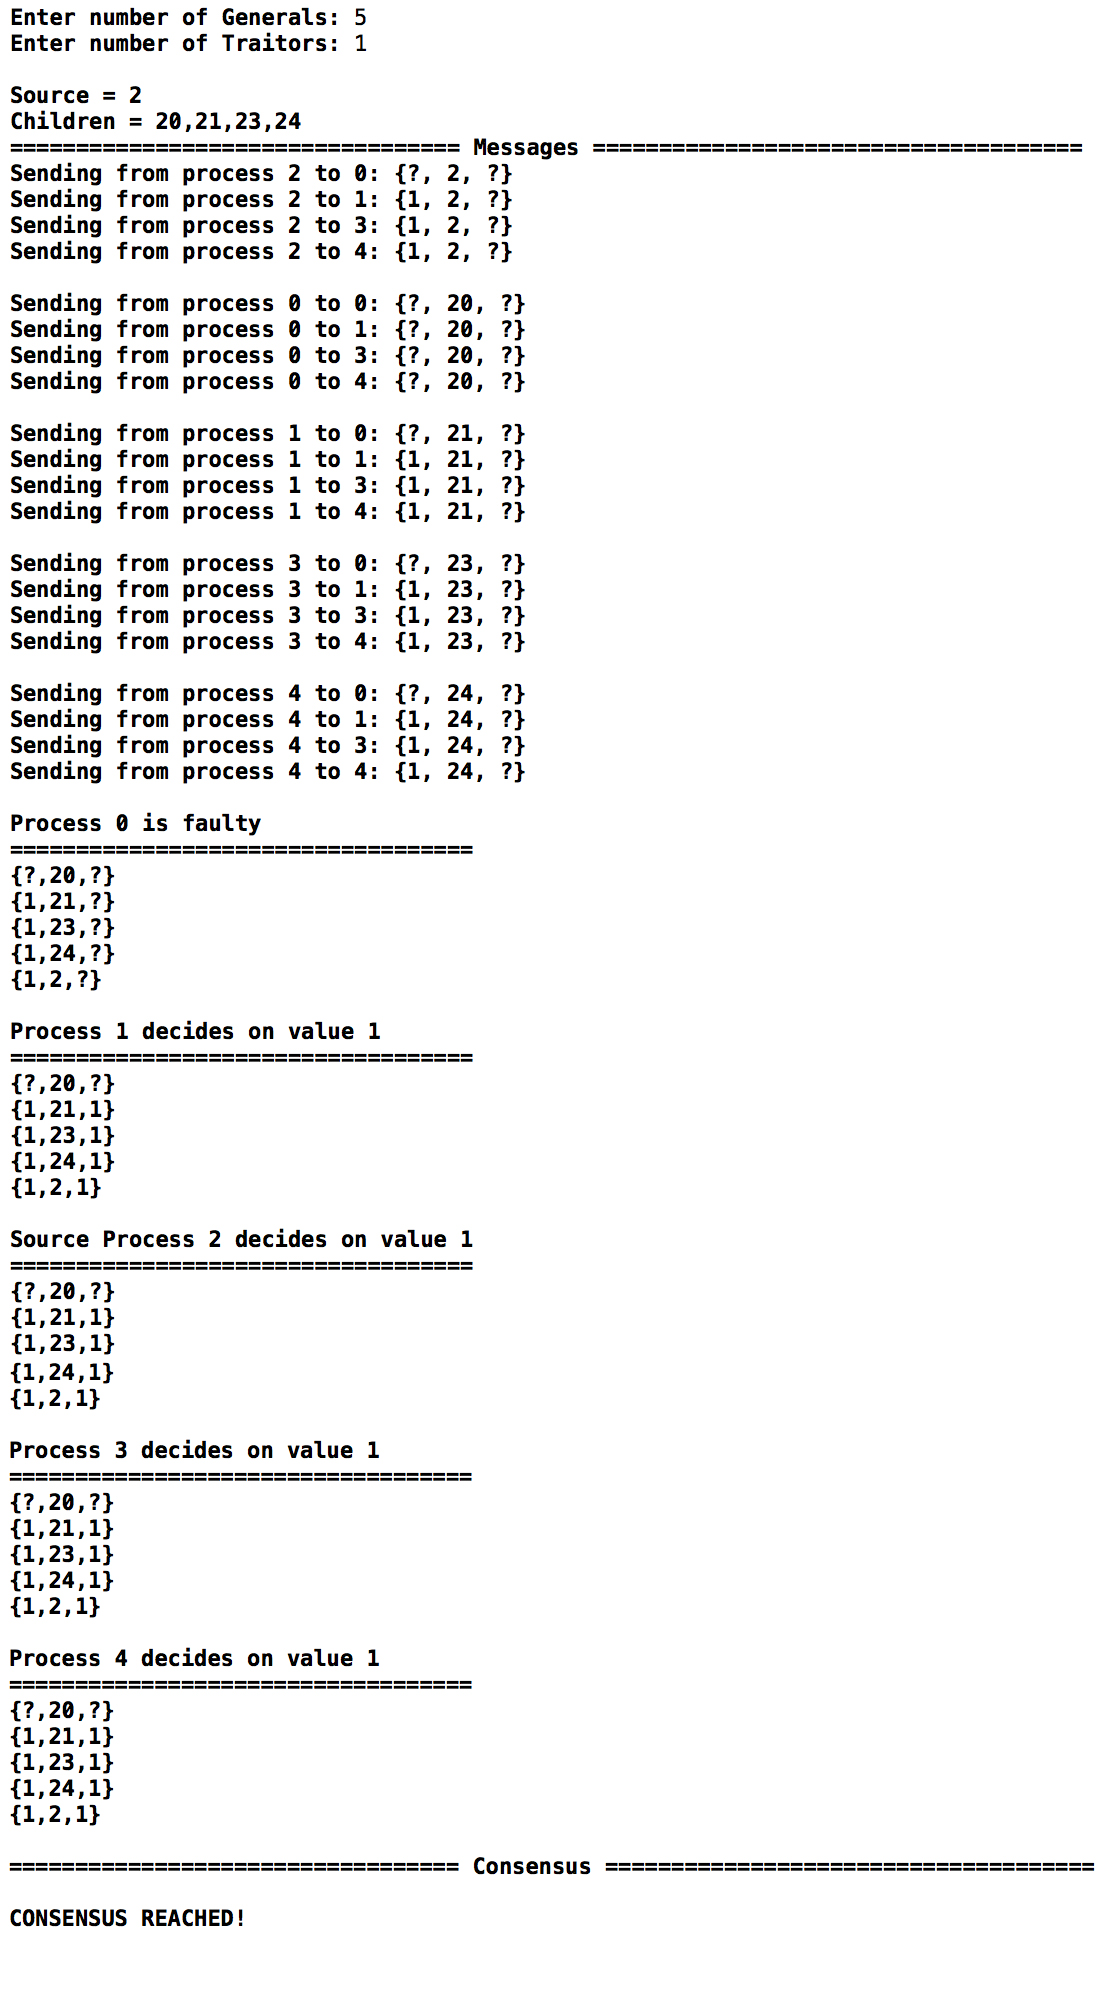 Enter number of Generals: 5
Enter number of Traitors: 1
Source = 2
Children = 20,21,23,24
================================== Messages =====================================
Sending from process 2 to 0: {?, 2, ?}
Sending from process 2 to 1: {1, 2, ?}
Sending from process 2 to 3: {1, 2, ?}
Sending from process 2 to 4: {1, 2, ?}
Sending from process 0 to 0: {?, 20, ?}
Sending from process 0 to 1: {?, 20, ?}
Sending from process 0 to 3: {?, 20, ?}
Sending from process 0 to 4: {?, 20, ?}
Sending from process 1 to 0: {?, 21, ?}
Sending from process 1 to 1: {1, 21, ?}
Sending from process 1 to 3: {1, 21, ?}
Sending from process 1 to 4: {1, 21, ?}
Sending from process 3 to 0: {?, 23, ?}
Sending from process 3 to 1: {1, 23, ?}
Sending from process 3 to 3: {1, 23, ?}
Sending from process 3 to 4: {1, 23, ?}
Sending from process 4 to 0: {?, 24, ?}
Sending from process 4 to 1: {1, 24, ?}
Sending from process 4 to 3: {1, 24, ?}
Sending from process 4 to 4: {1, 24, ?}
Process 0 is faulty
===================================
{?,20,?}
{1,21,?}
{1,23,?}
{1,24,?}
{1,2,?}
Process 1 decides on value 1
===================================
{?,20,?}
{1,21,1}
{1,23,1}
{1,24,1}
{1,2,1}
Source Process 2 decides on value 1
===================================
{?,20,?}
{1,21,1}
{1,23,1}
{1,24,1}
{1,2,1}
Process 3 decides on value 1
===================================
{?,20,?}
{1,21,1}
{1,23,1}
{1,24,1}
{1,2,1}
Process 4 decides on value 1
===================================
{?,20,?}
{1,21,1}
{1,23,1}
{1,24,1}
{1,2,1}
================================== Consensus =====================================
CONSENSUS REACHED!